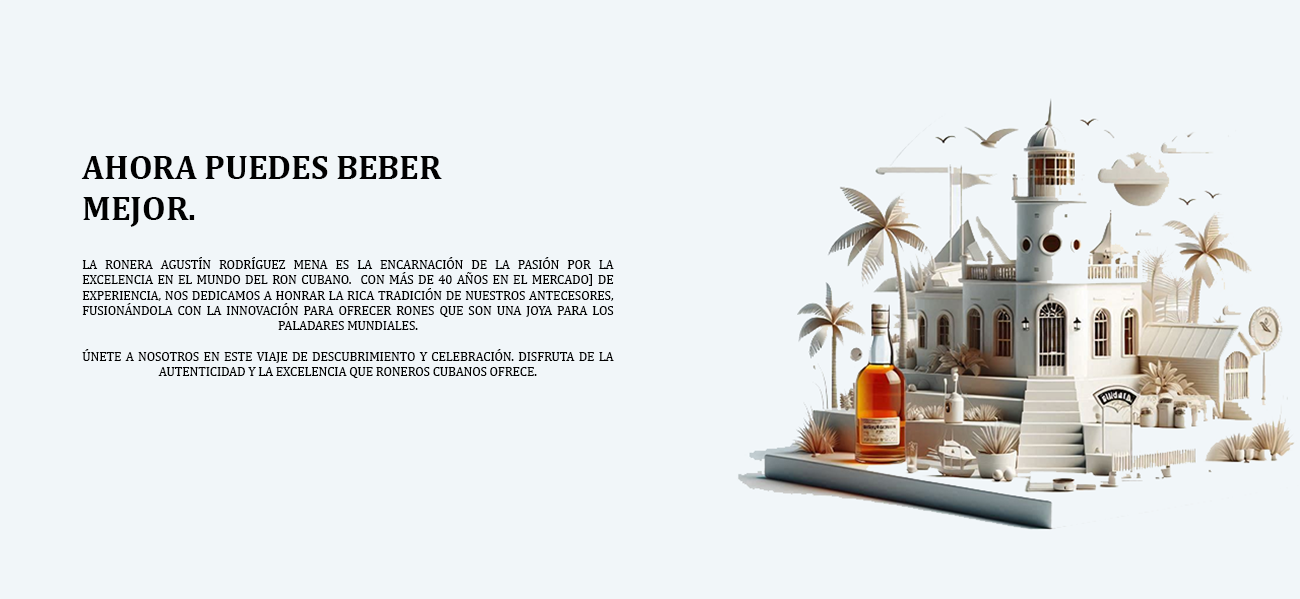 AHORA PUEDES BEBER
MEJOR.
LA RONERA AGUSTÍN RODRÍGUEZ MENA ES LA ENCARNACIÓN DE LA PASIÓN POR LA
EXCELENCIA EN EL MUNDO DEL RON CUBANO. CON MÁS DE 40 AÑOS EN EL MERCADO] DE
EXPERIENCIA, NOS DEDICAMOS A HONRAR LA RICA TRADICIÓN DE NUESTROS ANTECESORES,
FUSIONÁNDOLA CON LA INNOVACIÓN PARA OFRECER RONES QUE SON UNA JOYA PARA LOS
PALADARES MUNDIALES.
ÚNETE A NOSOTROS EN ESTE VIAJE DE DESCUBRIMIENTO Y CELEBRACIÓN. DISFRUTA DE LA
AUTENTICIDAD Y LA EXCELENCIA QUE RONEROS CUBANOS OFRECE.